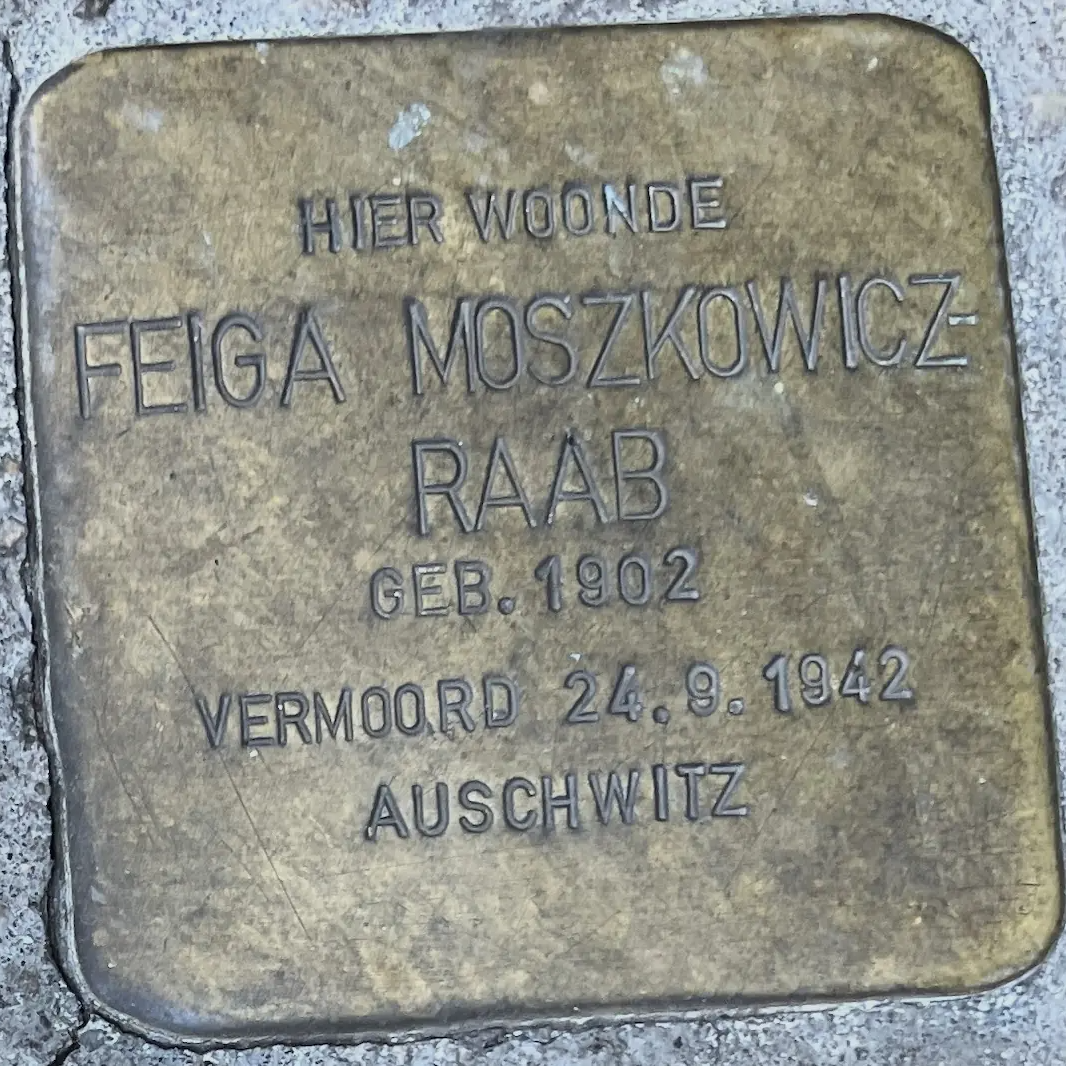 HIER WOONDE
FEIGA MOSZKOWICZ-
RAAB
GEB. 1902
VERMOORD 24.9.1942
AUSCHWITZ